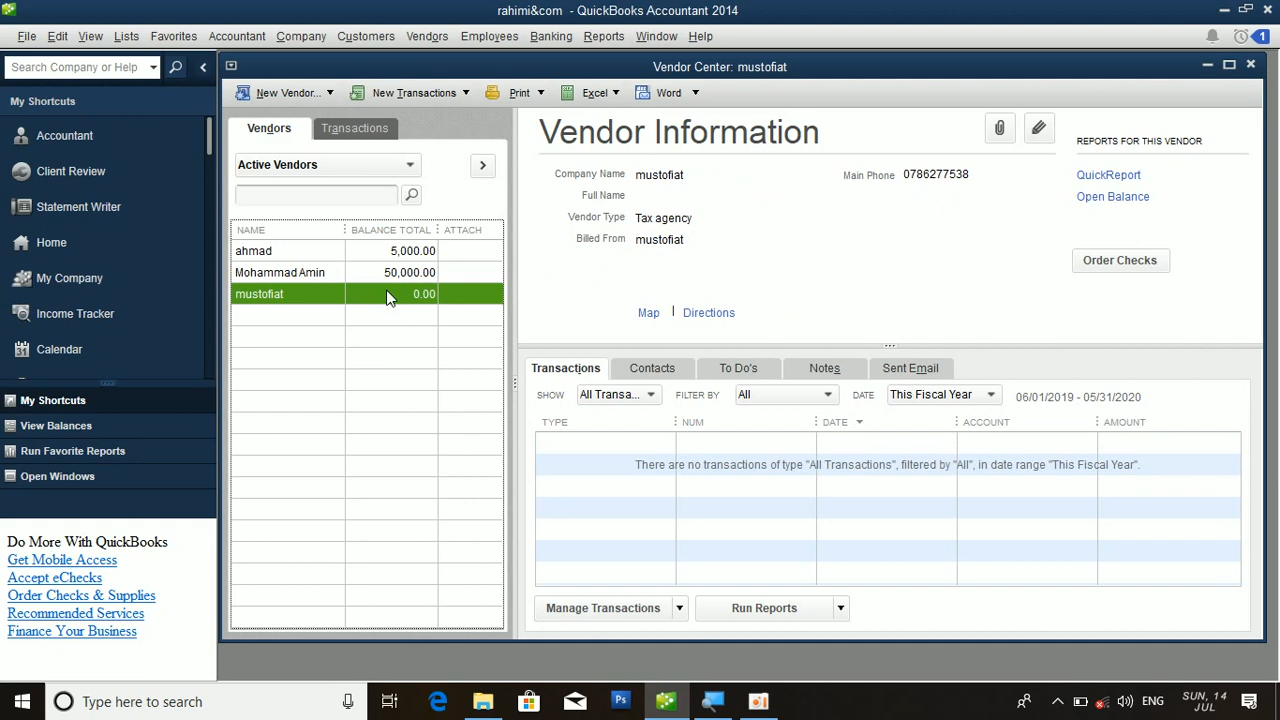 rahimi&com - QuickBooks Accountant 2014
File Edit View Lists Favorites Accountant Company Customers Vendors Employees Banking Reports Window Help 1
Search Company or Help
My Shortcuts
Accountant
Client Review
Statement Writer
Home
My Company
Income Tracker
Calendar
My Shortcuts
View Balances
Run Favorite Reports
Open Windows
Do More With QuickBooks
Get Mobile Access
Accept eChecks
Order Checks & Supplies
Recommended Services
Finance Your Business
Vendor Center: mustofiat
New Vendor... New Transactions Print Excel Word
Vendors Transactions
Active Vendors
NAME BALANCE TOTAL ATTACH
ahmad 5,000.00
Mohammad Amin 50,000.00
mustofiat 0.00
Vendor Information
Company Name mustofiat Main Phone 0786277538
Full Name
Vendor Type Tax agency
Billed From mustofiat
Map | Directions
REPORTS FOR THIS VENDOR
QuickReport
Open Balance
Order Checks
Transactions Contacts To Do's Notes Sent Email
SHOW All Transa... FILTER BY All DATE This Fiscal Year 06/01/2019 - 05/31/2020
TYPE NUM DATE ACCOUNT AMOUNT
There are no transactions of type "All Transactions", filtered by "All", in date range "This Fiscal Year".
Manage Transactions Run Reports
Type here to search
Ps
ENG
SUN, 14
JUL